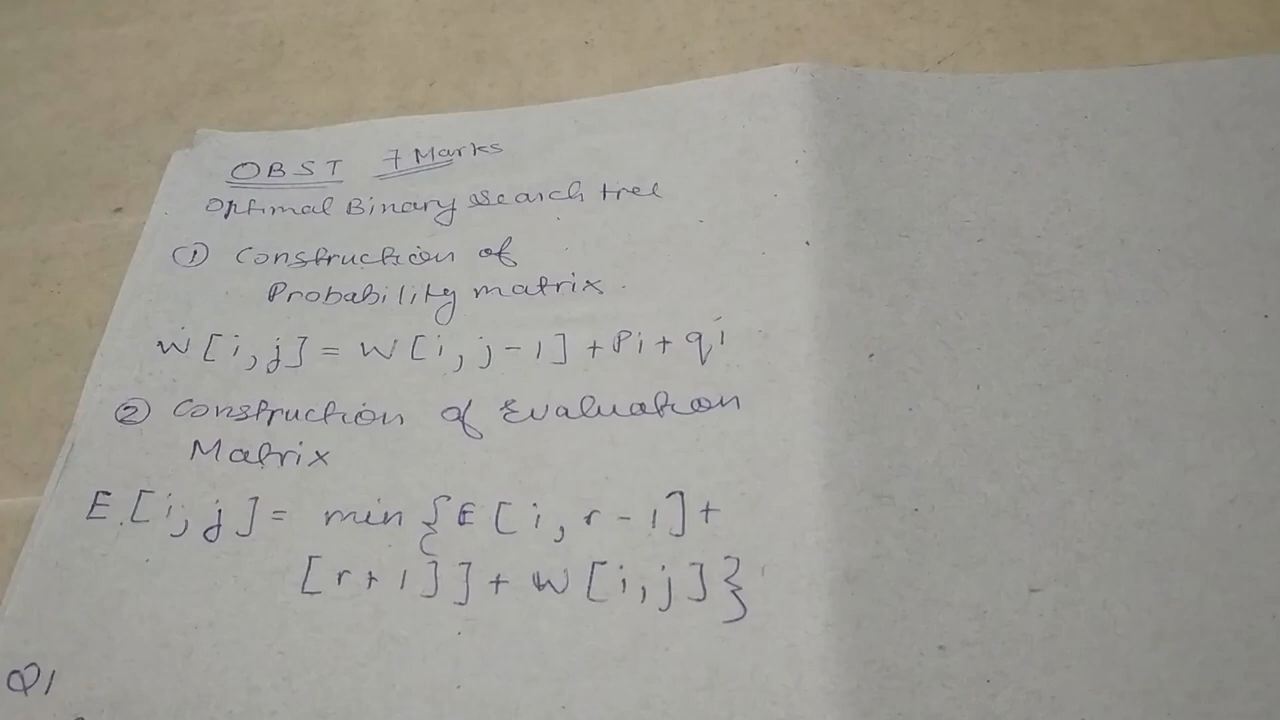 OBST 7 Marks
Optimal Binary Search tree
① Construction of
Probability matrix.
W[i,j] = W[i, j-1] + Pi + qi
② Construction of Evaluation
Matrix
E[i,j] = min {E[i, r-1] +
[r+1]] + W[i,j]}
Q1